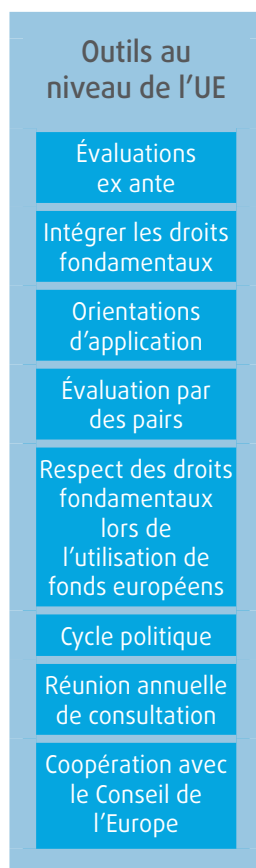 Outils au
niveau de l'UE
Évaluations
ex ante
Intégrer les droits
fondamentaux
Orientations
d'application
Évaluation par
des pairs
Respect des droits
fondamentaux
lors de
l'utilisation de
fonds européens
Cycle politique
Réunion annuelle
de consultation
Coopération avec
le Conseil de
l'Europe